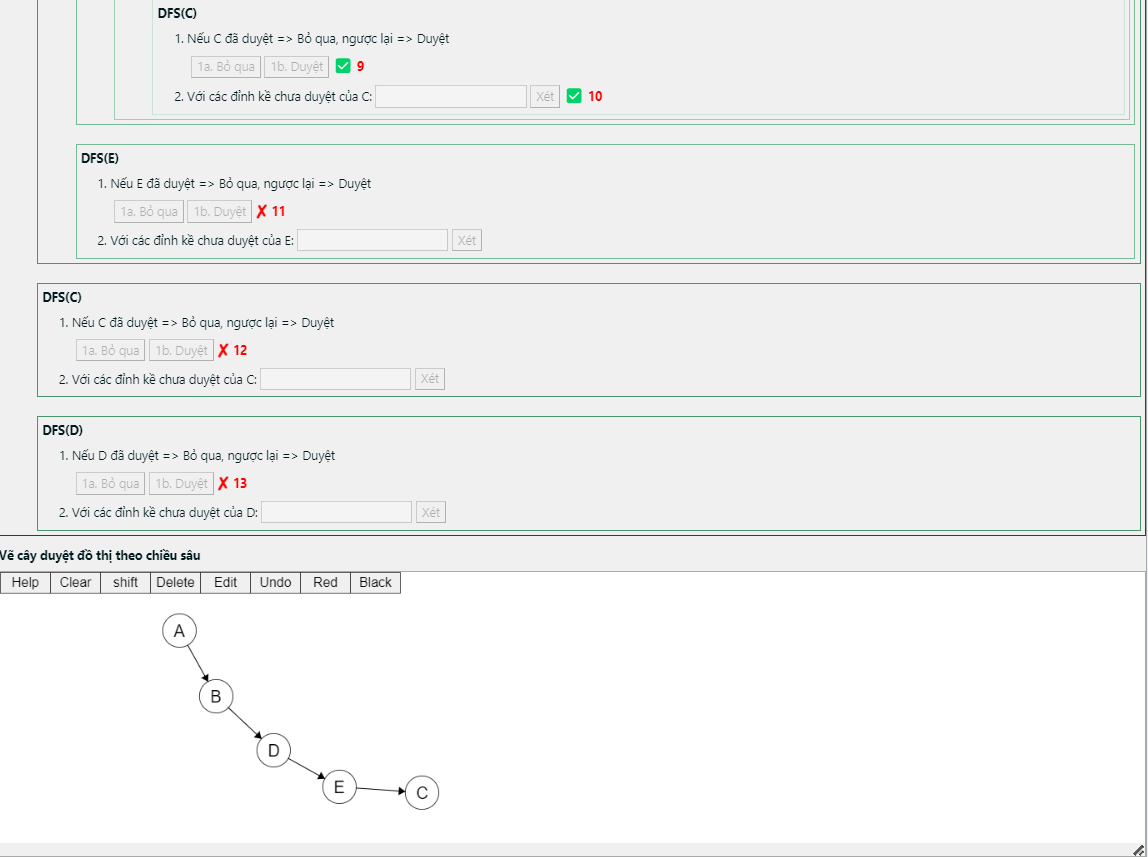 DFS(C)
1. Nếu C đã duyệt => Bỏ qua, ngược lại => Duyệt
1a. Bỏ qua 1b. Duyệt ✅ 9
2. Với các đỉnh kề chưa duyệt của C: Xét ✅ 10
DFS(E)
1. Nếu E đã duyệt => Bỏ qua, ngược lại => Duyệt
1a. Bỏ qua 1b. Duyệt ✗ 11
2. Với các đỉnh kề chưa duyệt của E: Xét
DFS(C)
1. Nếu C đã duyệt => Bỏ qua, ngược lại => Duyệt
1a. Bỏ qua 1b. Duyệt ✗ 12
2. Với các đỉnh kề chưa duyệt của C: Xét
DFS(D)
1. Nếu D đã duyệt => Bỏ qua, ngược lại => Duyệt
1a. Bỏ qua 1b. Duyệt ✗ 13
2. Với các đỉnh kề chưa duyệt của D: Xét
Vẽ cây duyệt đồ thị theo chiều sâu
Help Clear shift Delete Edit Undo Red Black
A
B
D
E
C